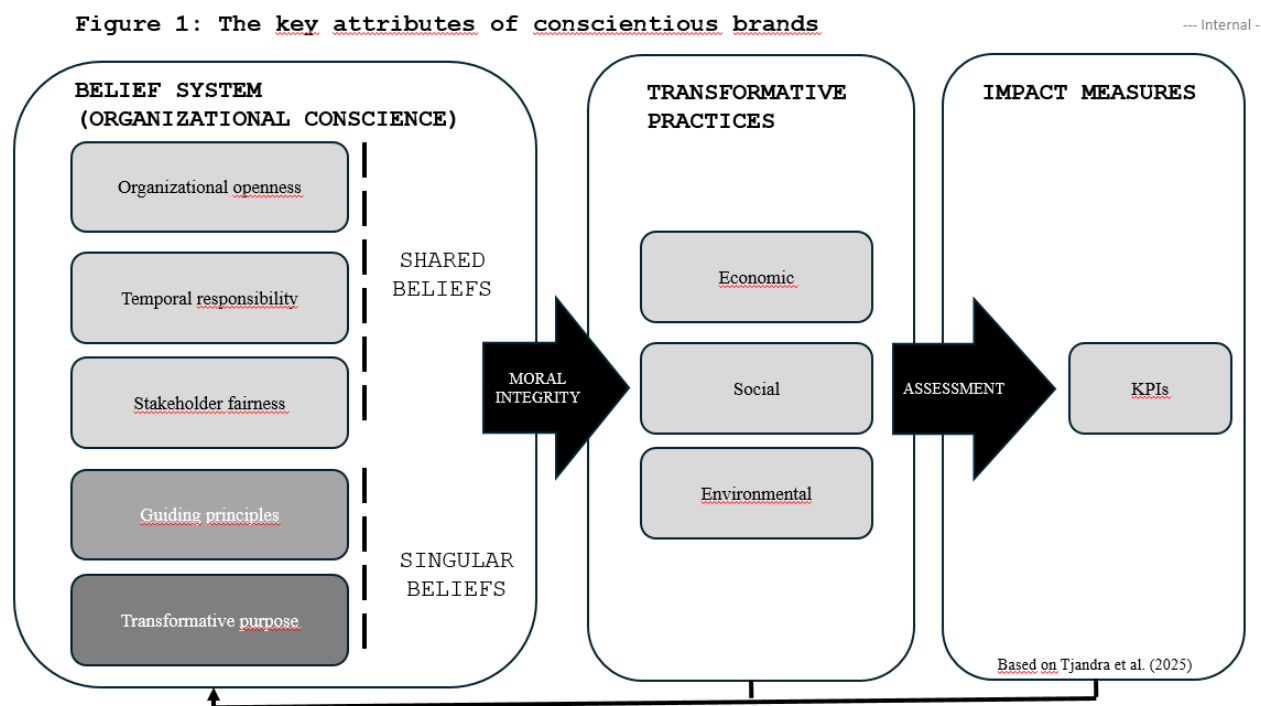 Figure 1: The key attributes of conscientious brands
--- Internal -
BELIEF SYSTEM
(ORGANIZATIONAL CONSCIENCE)
Organizational openness
Temporal responsibility
Stakeholder fairness
Guiding principles
Transformative purpose
SHARED
BELIEFS
SINGULAR
BELIEFS
MORAL
INTEGRITY
TRANSFORMATIVE
PRACTICES
Economic
Social
Environmental
ASSESSMENT
IMPACT MEASURES
KPIs
Based on Tjandra et al. (2025)